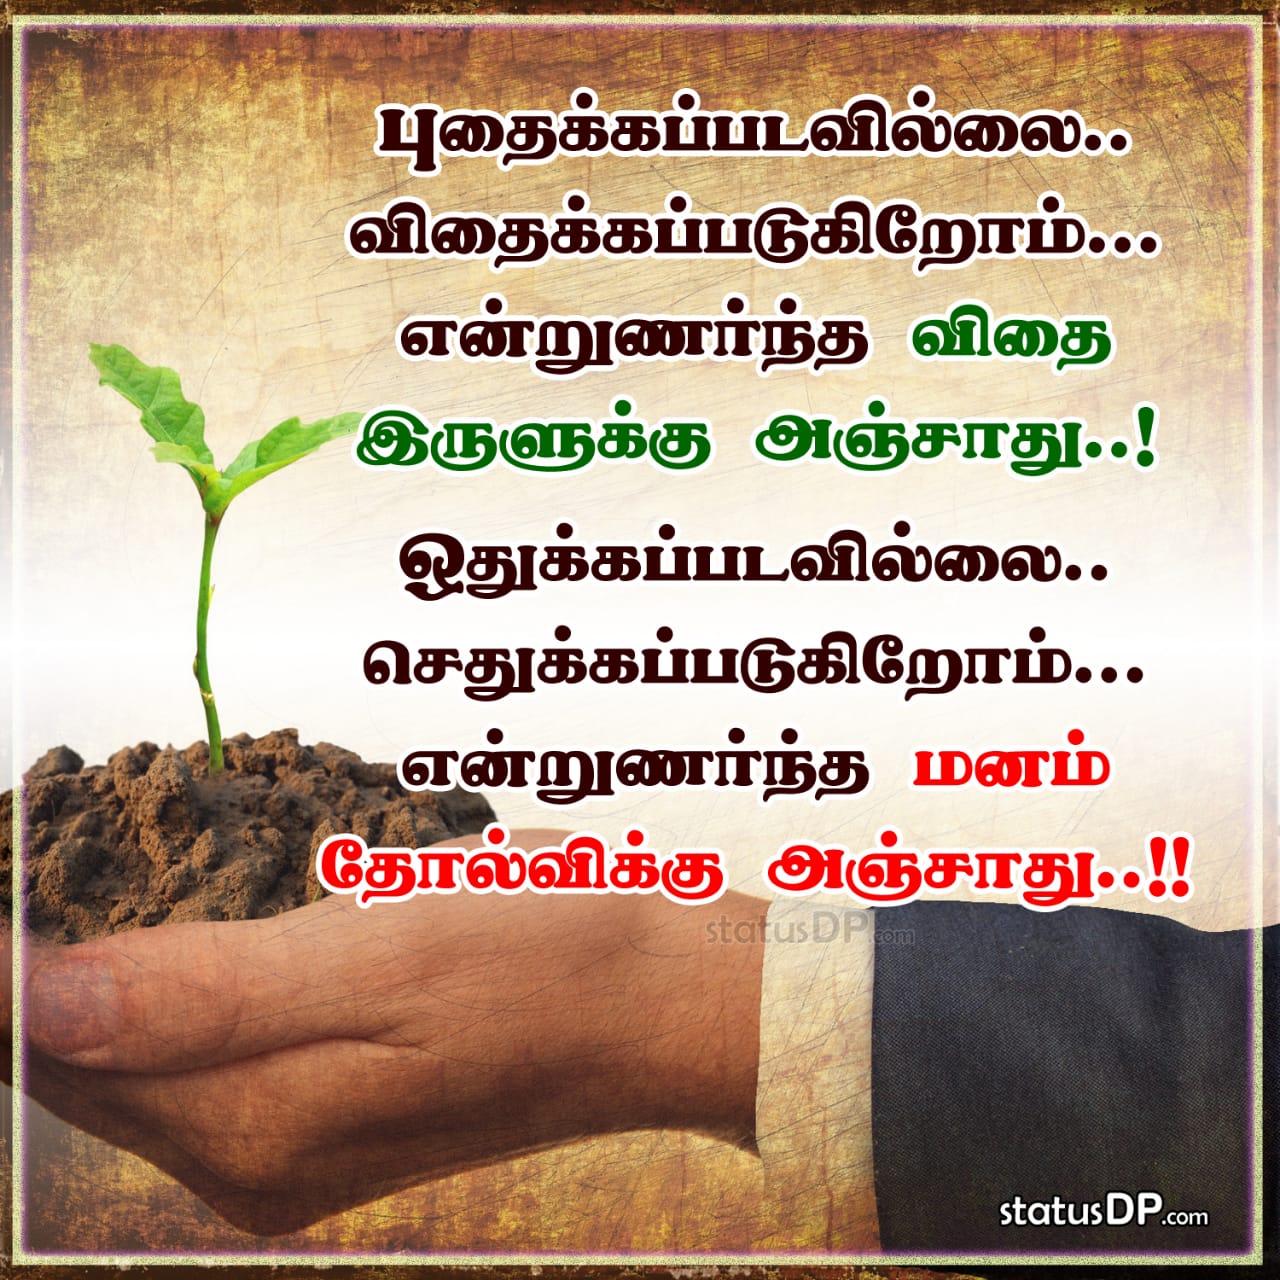 புதைக்கப்படவில்லை..
விதைக்கப்படுகிறோம்...
என்றுணர்ந்த விதை
இருளுக்கு அஞ்சாது..!
ஒதுக்கப்படவில்லை..
செதுக்கப்படுகிறோம்...
என்றுணர்ந்த மனம்
தோல்விக்கு அஞ்சாது..!!
statusDP.com
statusDP.com